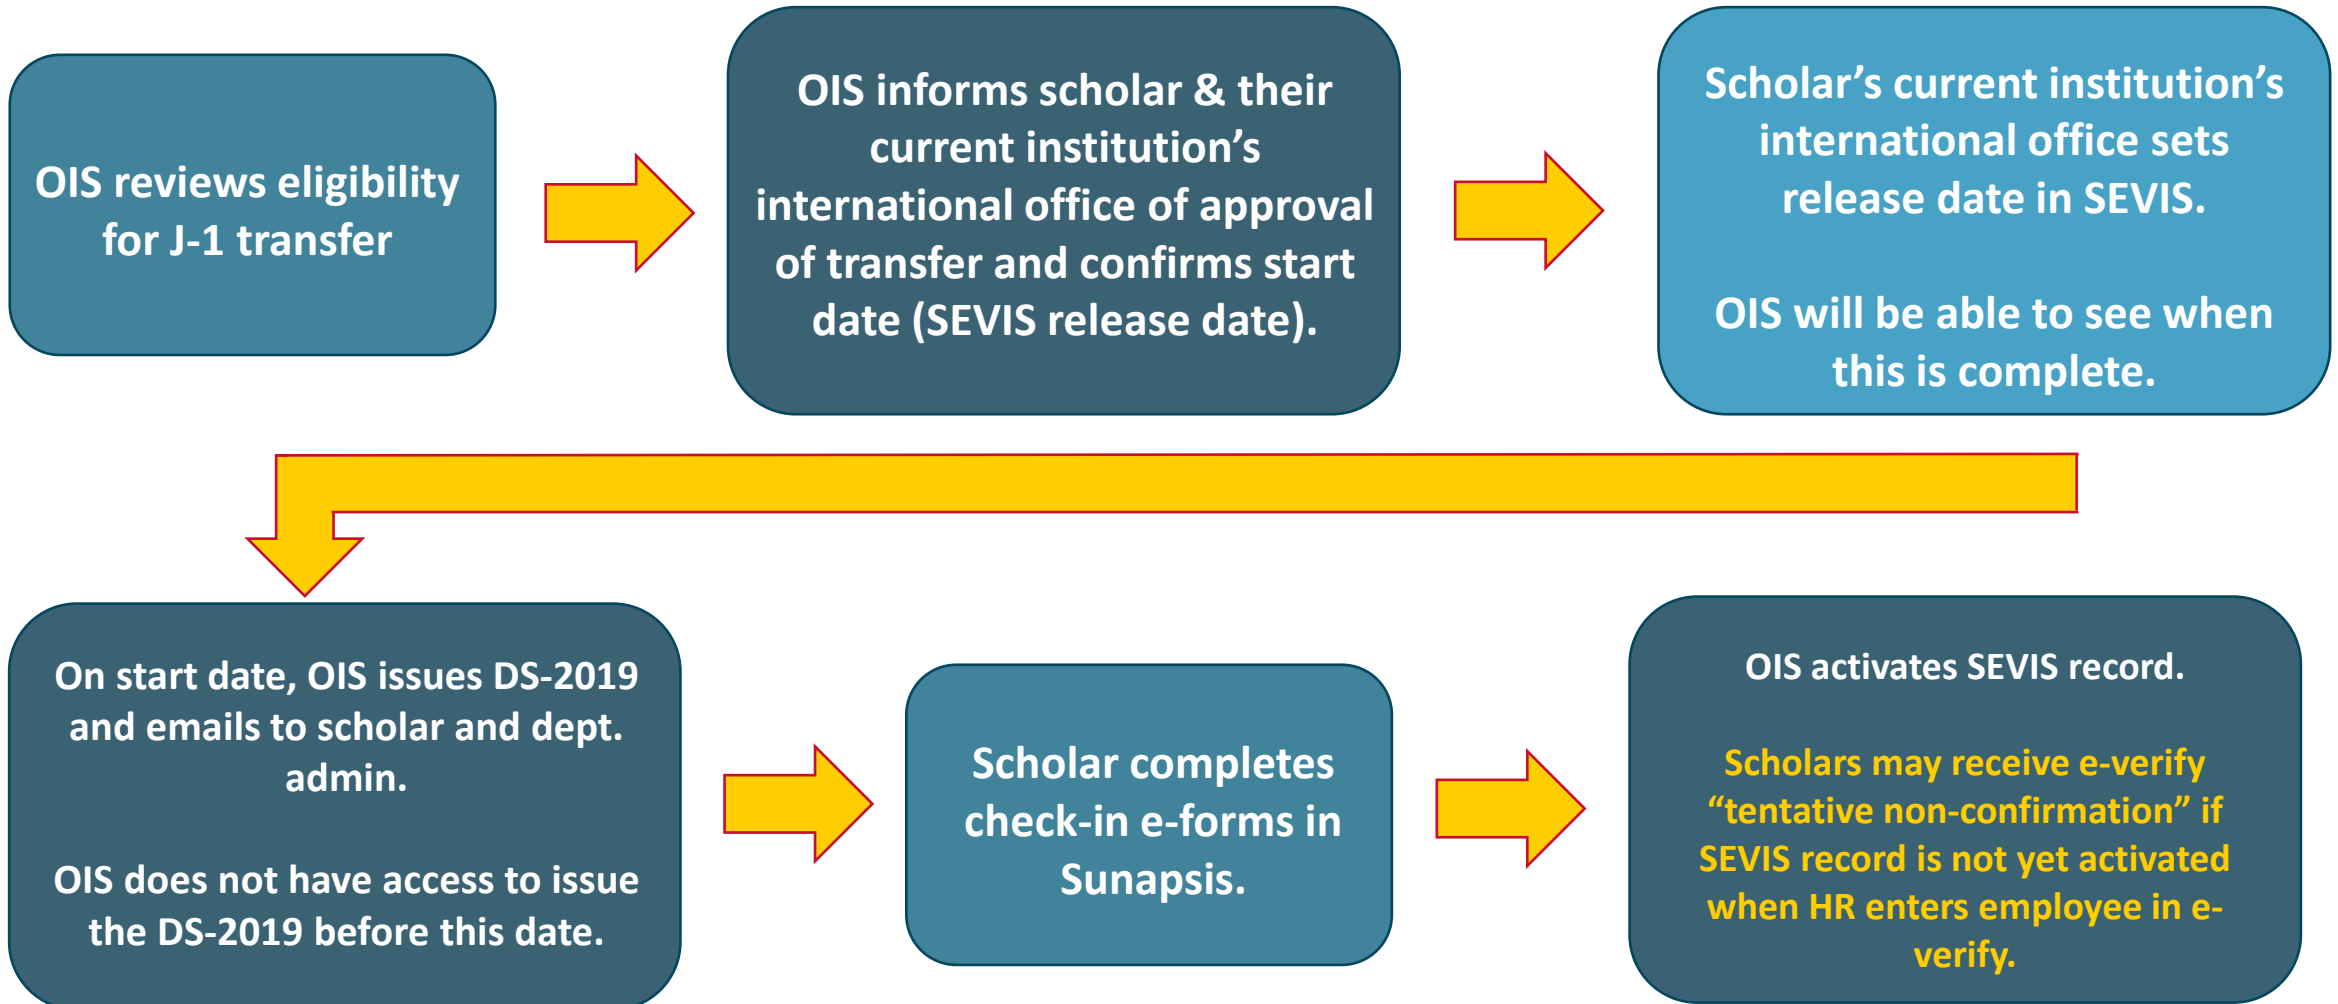 OIS reviews eligibility
for J-1 transfer
OIS informs scholar & their
current institution’s
international office of approval
of transfer and confirms start
date (SEVIS release date).
Scholar’s current institution’s
international office sets
release date in SEVIS.
OIS will be able to see when
this is complete.
On start date, OIS issues DS-2019
and emails to scholar and dept.
admin.
OIS does not have access to issue
the DS-2019 before this date.
Scholar completes
check-in e-forms in
Sunapsis.
OIS activates SEVIS record.
Scholars may receive e-verify
“tentative non-confirmation” if
SEVIS record is not yet activated
when HR enters employee in e-
verify.